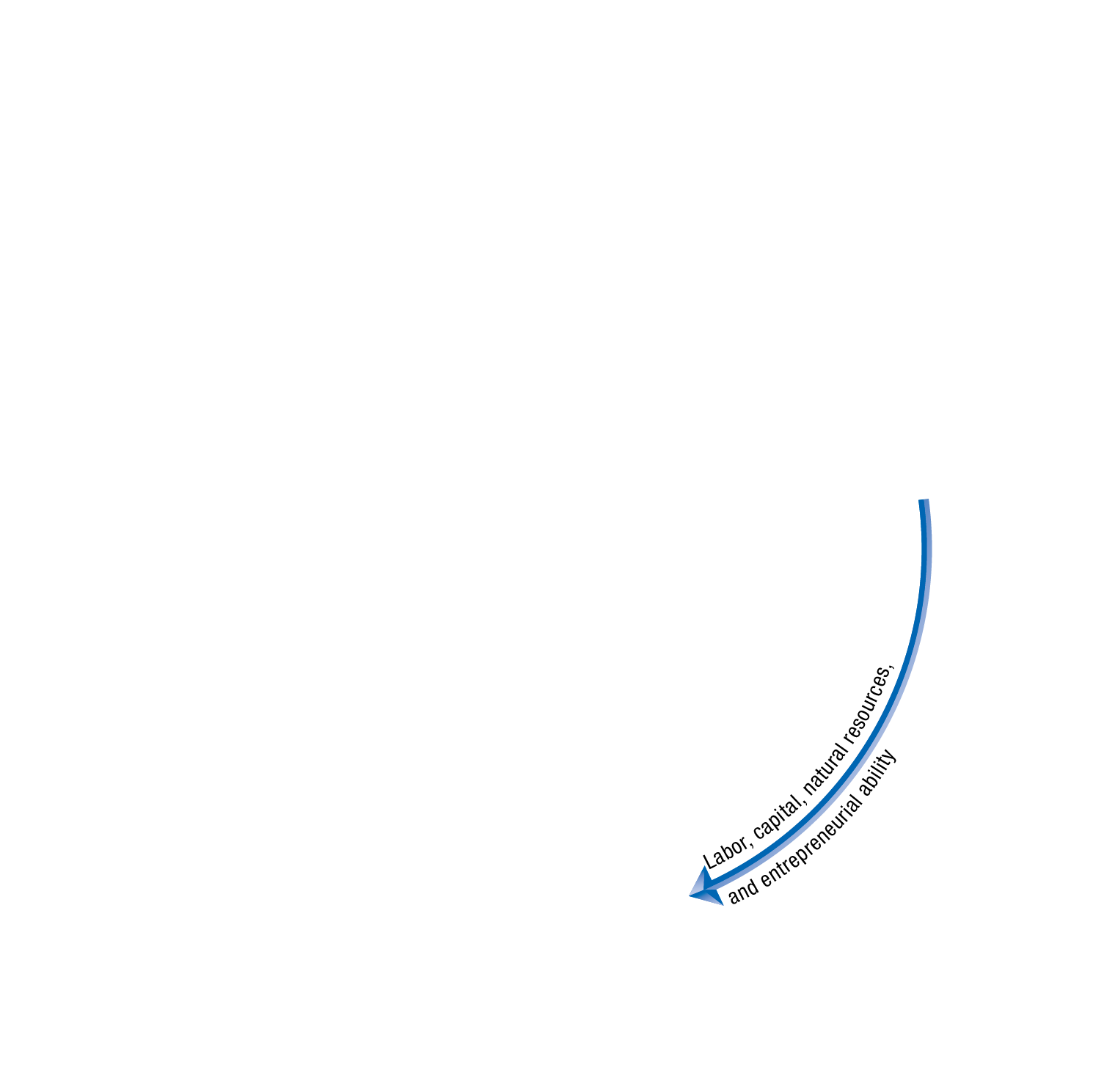 Labor, capital, natural resources,
and entrepreneurial ability